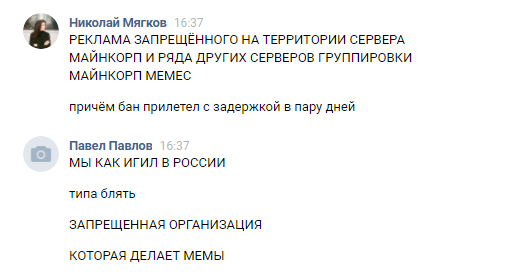 Николай Мягков 16:37
РЕКЛАМА ЗАПРЕЩЁННОГО НА ТЕРРИТОРИИ СЕРВЕРА
МАЙНКОРП И РЯДА ДРУГИХ СЕРВЕРОВ ГРУППИРОВКИ
МАЙНКОРП МЕМЕС
причём бан прилетел с задержкой в пару дней
Павел Павлов 16:37
МЫ КАК ИГИЛ В РОССИИ
типа блять
ЗАПРЕЩЕННАЯ ОРГАНИЗАЦИЯ
КОТОРАЯ ДЕЛАЕТ МЕМЫ